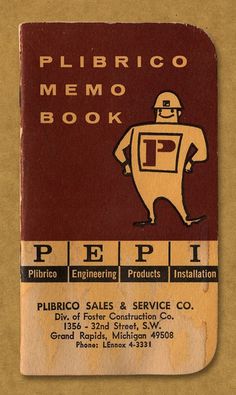 PLIBRICO
MEMO
BOOK
P
P E P I
Plibrico Engineering Products Installation
PLIBRICO SALES & SERVICE CO.
Div. of Foster Construction Co.
1356 - 32nd Street, S.W.
Grand Rapids, Michigan 49508
Phone: LEnnox 4-3331